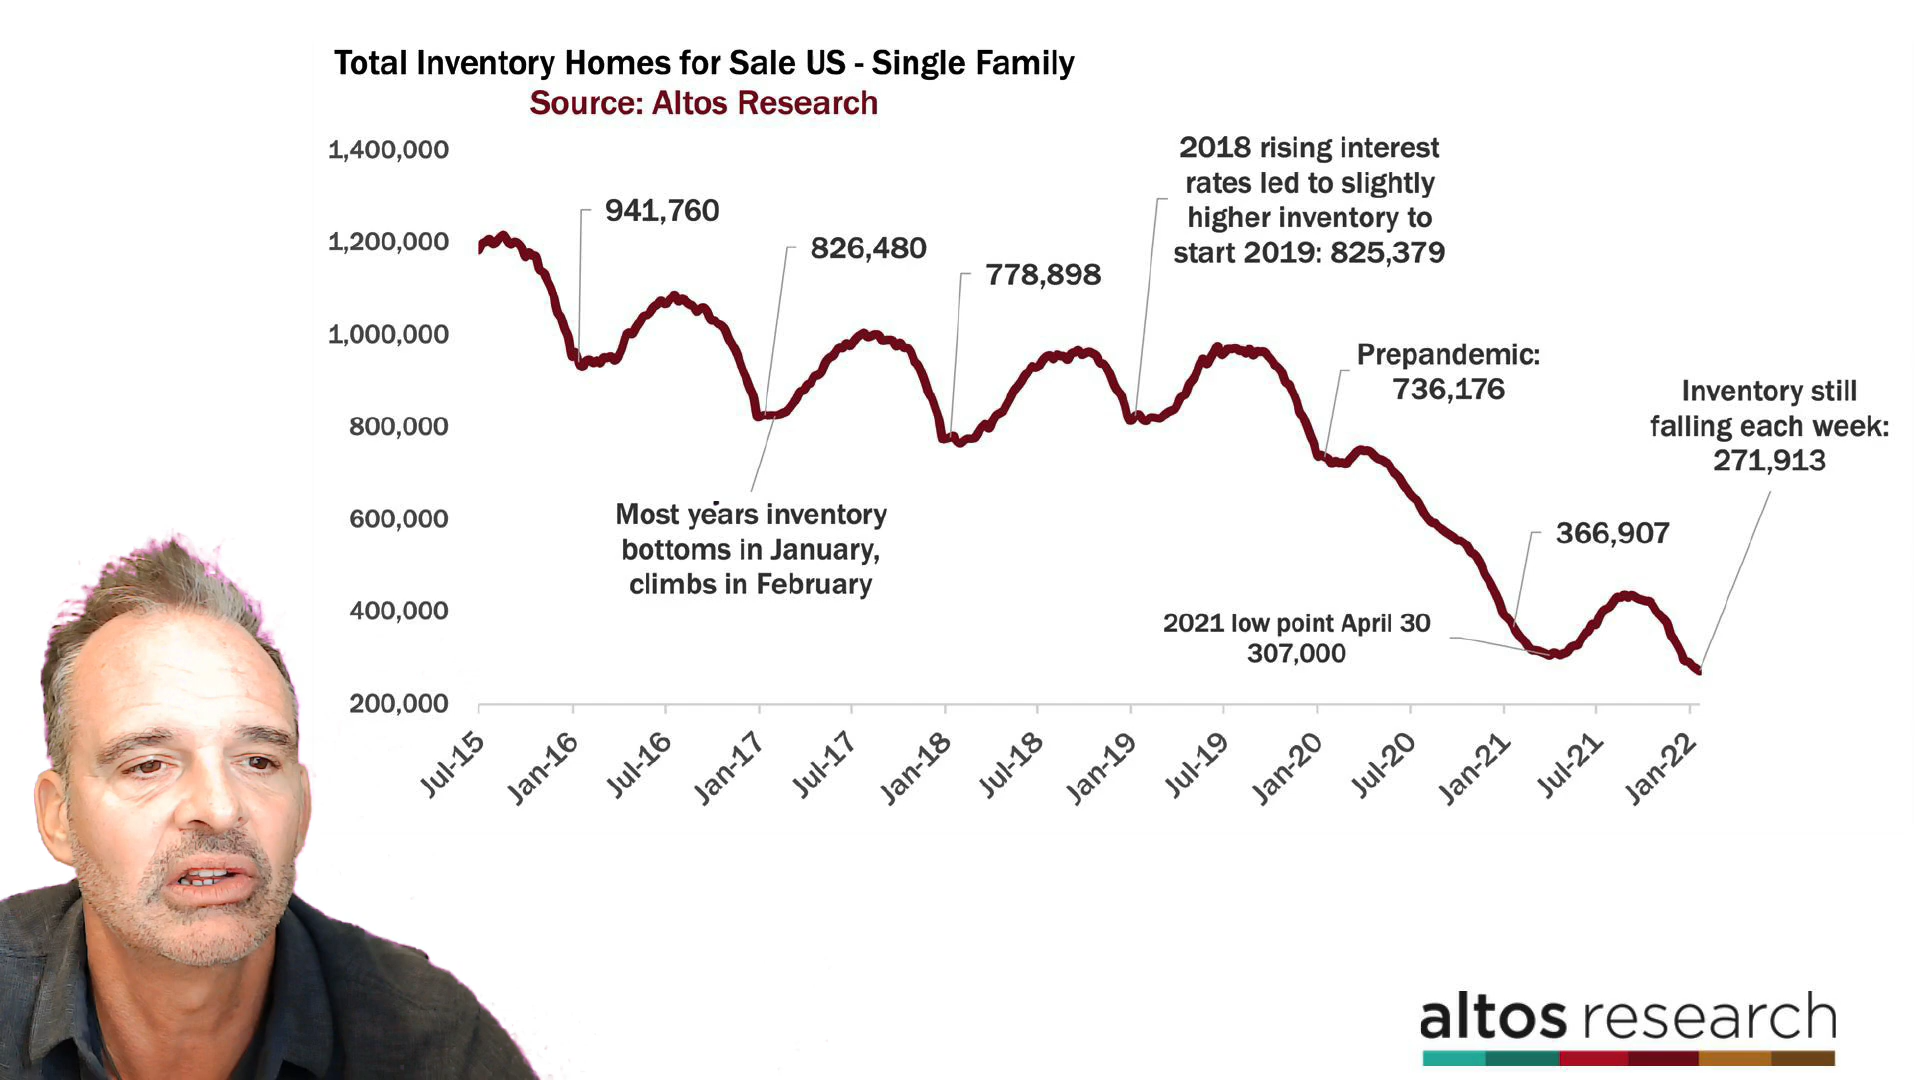 Total Inventory Homes for Sale US - Single Family
Source: Altos Research
1,400,000
1,200,000
1,000,000
800,000
600,000
400,000
200,000
941,760
826,480
778,898
2018 rising interest
rates led to slightly
higher inventory to
start 2019: 825,379
Prepandemic:
736,176
Inventory still
falling each week:
271,913
Most years inventory
bottoms in January,
climbs in February
366,907
2021 low point April 30
307,000
Jul-15
Jan-16
Jul-16
Jan-17
Jul-17
Jan-18
Jul-18
Jan-19
Jul-19
Jan-20
Jul-20
Jan-21
Jul-21
Jan-22
altos research